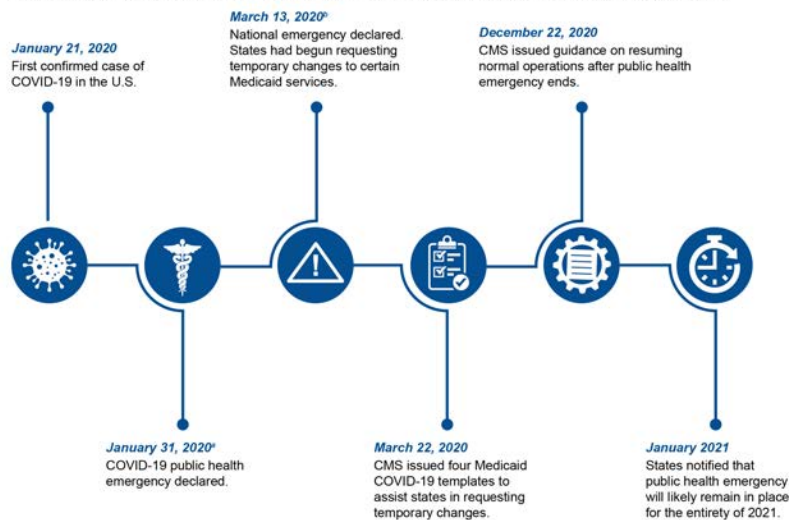 January 21, 2020
First confirmed case of
COVID-19 in the U.S.
January 31, 2020ª
COVID-19 public health
emergency declared.
March 13, 2020ᵇ
National emergency declared.
States had begun requesting
temporary changes to certain
Medicaid services.
March 22, 2020
CMS issued four Medicaid
COVID-19 templates to
assist states in requesting
temporary changes.
December 22, 2020
CMS issued guidance on resuming
normal operations after public health
emergency ends.
January 2021
States notified that
public health emergency
will likely remain in place
for the entirety of 2021.